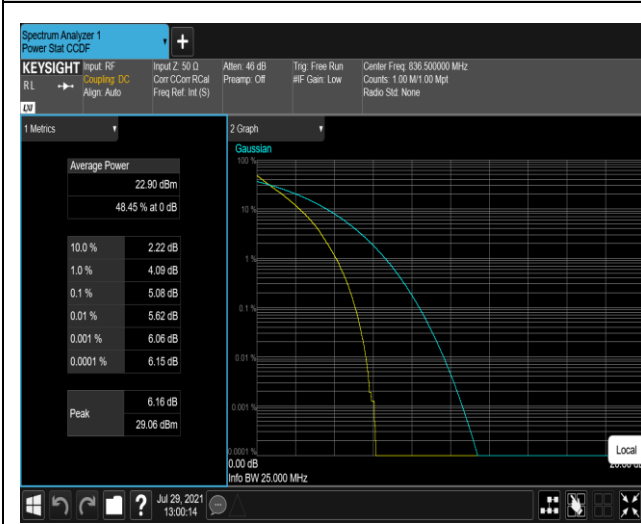 Spectrum Analyzer 1
Power Stat CCDF
+
KEYSIGHT
RL
LXI
Input: RF
Coupling: DC
Align: Auto
Input Z: 50 Ω
Corr CCorr RCal
Freq Ref: Int (S)
Atten: 46 dB
Preamp: Off
Trig: Free Run
#IF Gain: Low
Center Freq: 836.500000 MHz
Counts: 1.00 M/1.00 Mpt
Radio Std: None
1 Metrics
Average Power
22.90 dBm
48.45 % at 0 dB
10.0 % 2.22 dB
1.0 % 4.09 dB
0.1 % 5.08 dB
0.01 % 5.62 dB
0.001 % 6.06 dB
0.0001 % 6.15 dB
Peak
6.16 dB
29.06 dBm
2 Graph
Gaussian
100 %
10 %
1 %
0.1 %
0.01 %
0.001 %
0.0001 %
0.00 dB
Info BW 25.000 MHz
Local
?
Jul 29, 2021
13:00:14